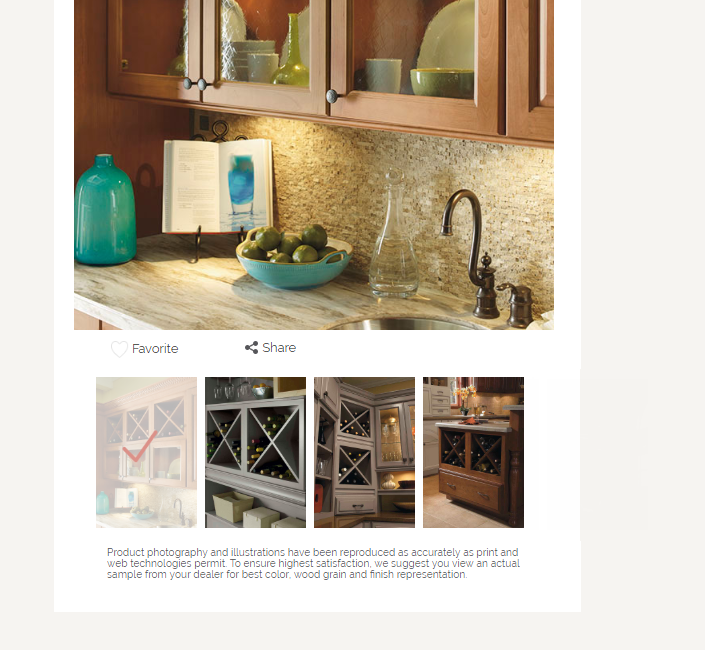 Favorite
Share
Product photography and illustrations have been reproduced as accurately as print and
web technologies permit. To ensure highest satisfaction, we suggest you view an actual
sample from your dealer for best color, wood grain and finish representation.